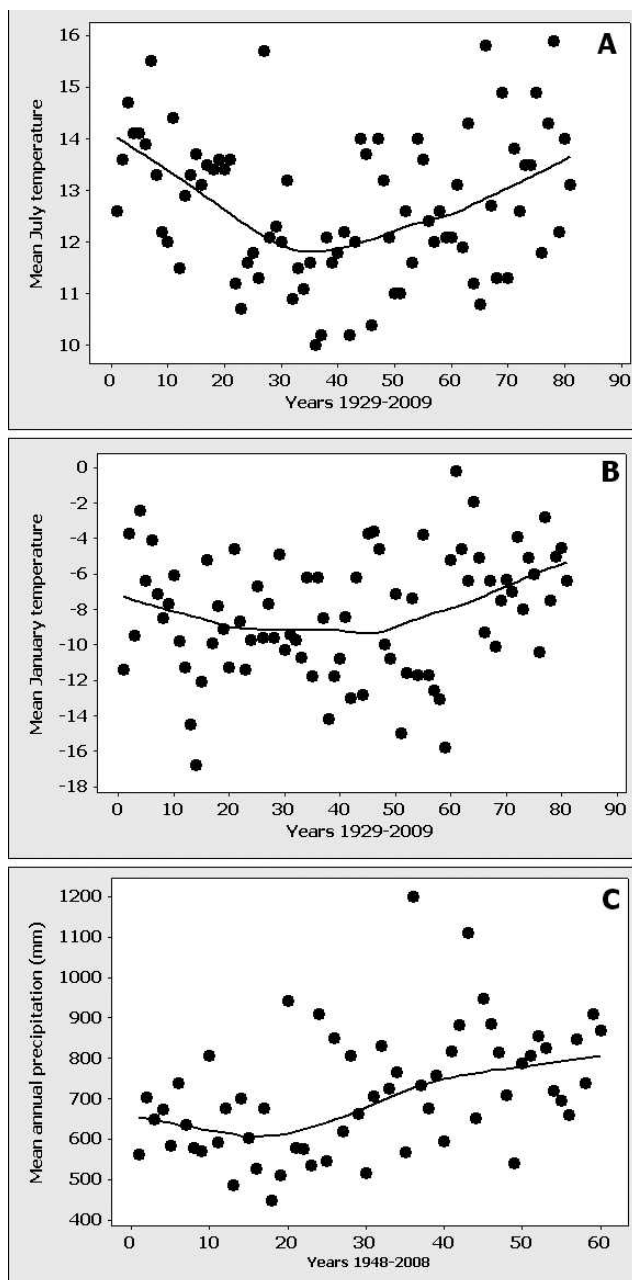 A
16
15
14
13
12
11
10
Mean July temperature
0 10 20 30 40 50 60 70 80 90
Years 1929-2009
B
0
-2
-4
-6
-8
-10
-12
-14
-16
-18
Mean January temperature
0 10 20 30 40 50 60 70 80 90
Years 1929-2009
C
1200
1100
1000
900
800
700
600
500
400
Mean annual precipitation (mm)
0 10 20 30 40 50 60
Years 1948-2008